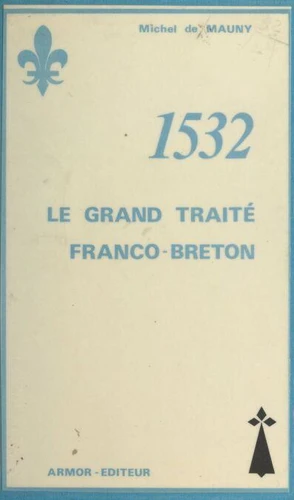 Michel de MAUNY
1532
LE GRAND TRAITÉ
FRANCO-BRETON
ARMOR-EDITEUR